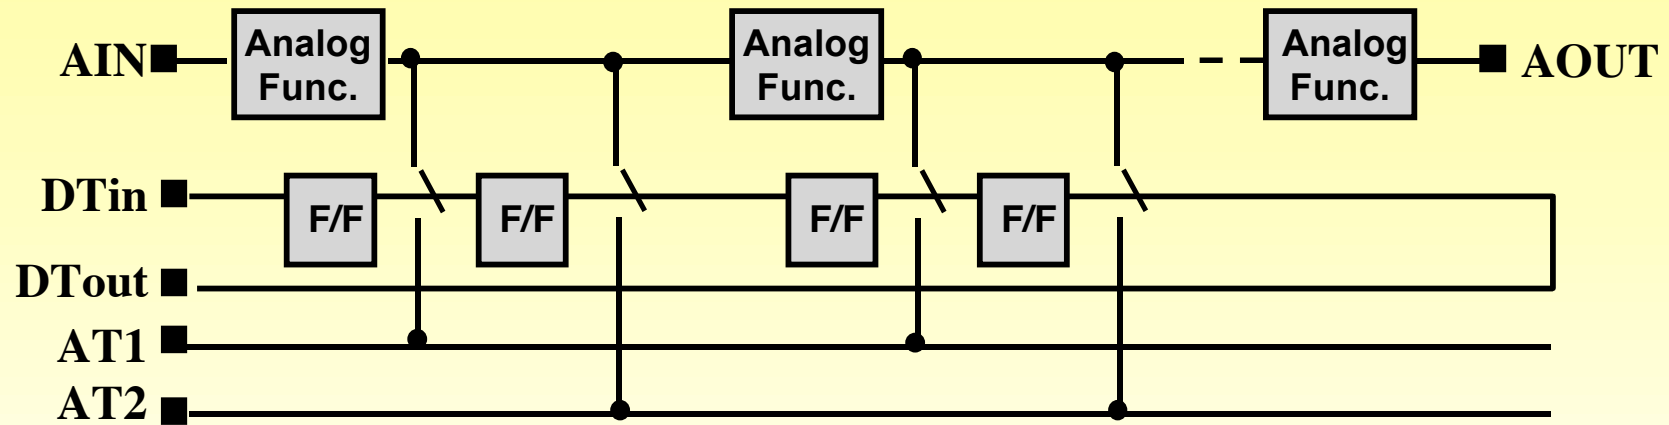 AIN
Analog
Func.
Analog
Func.
Analog
Func.
AOUT
DTin
F/F
F/F
F/F
F/F
DTout
AT1
AT2